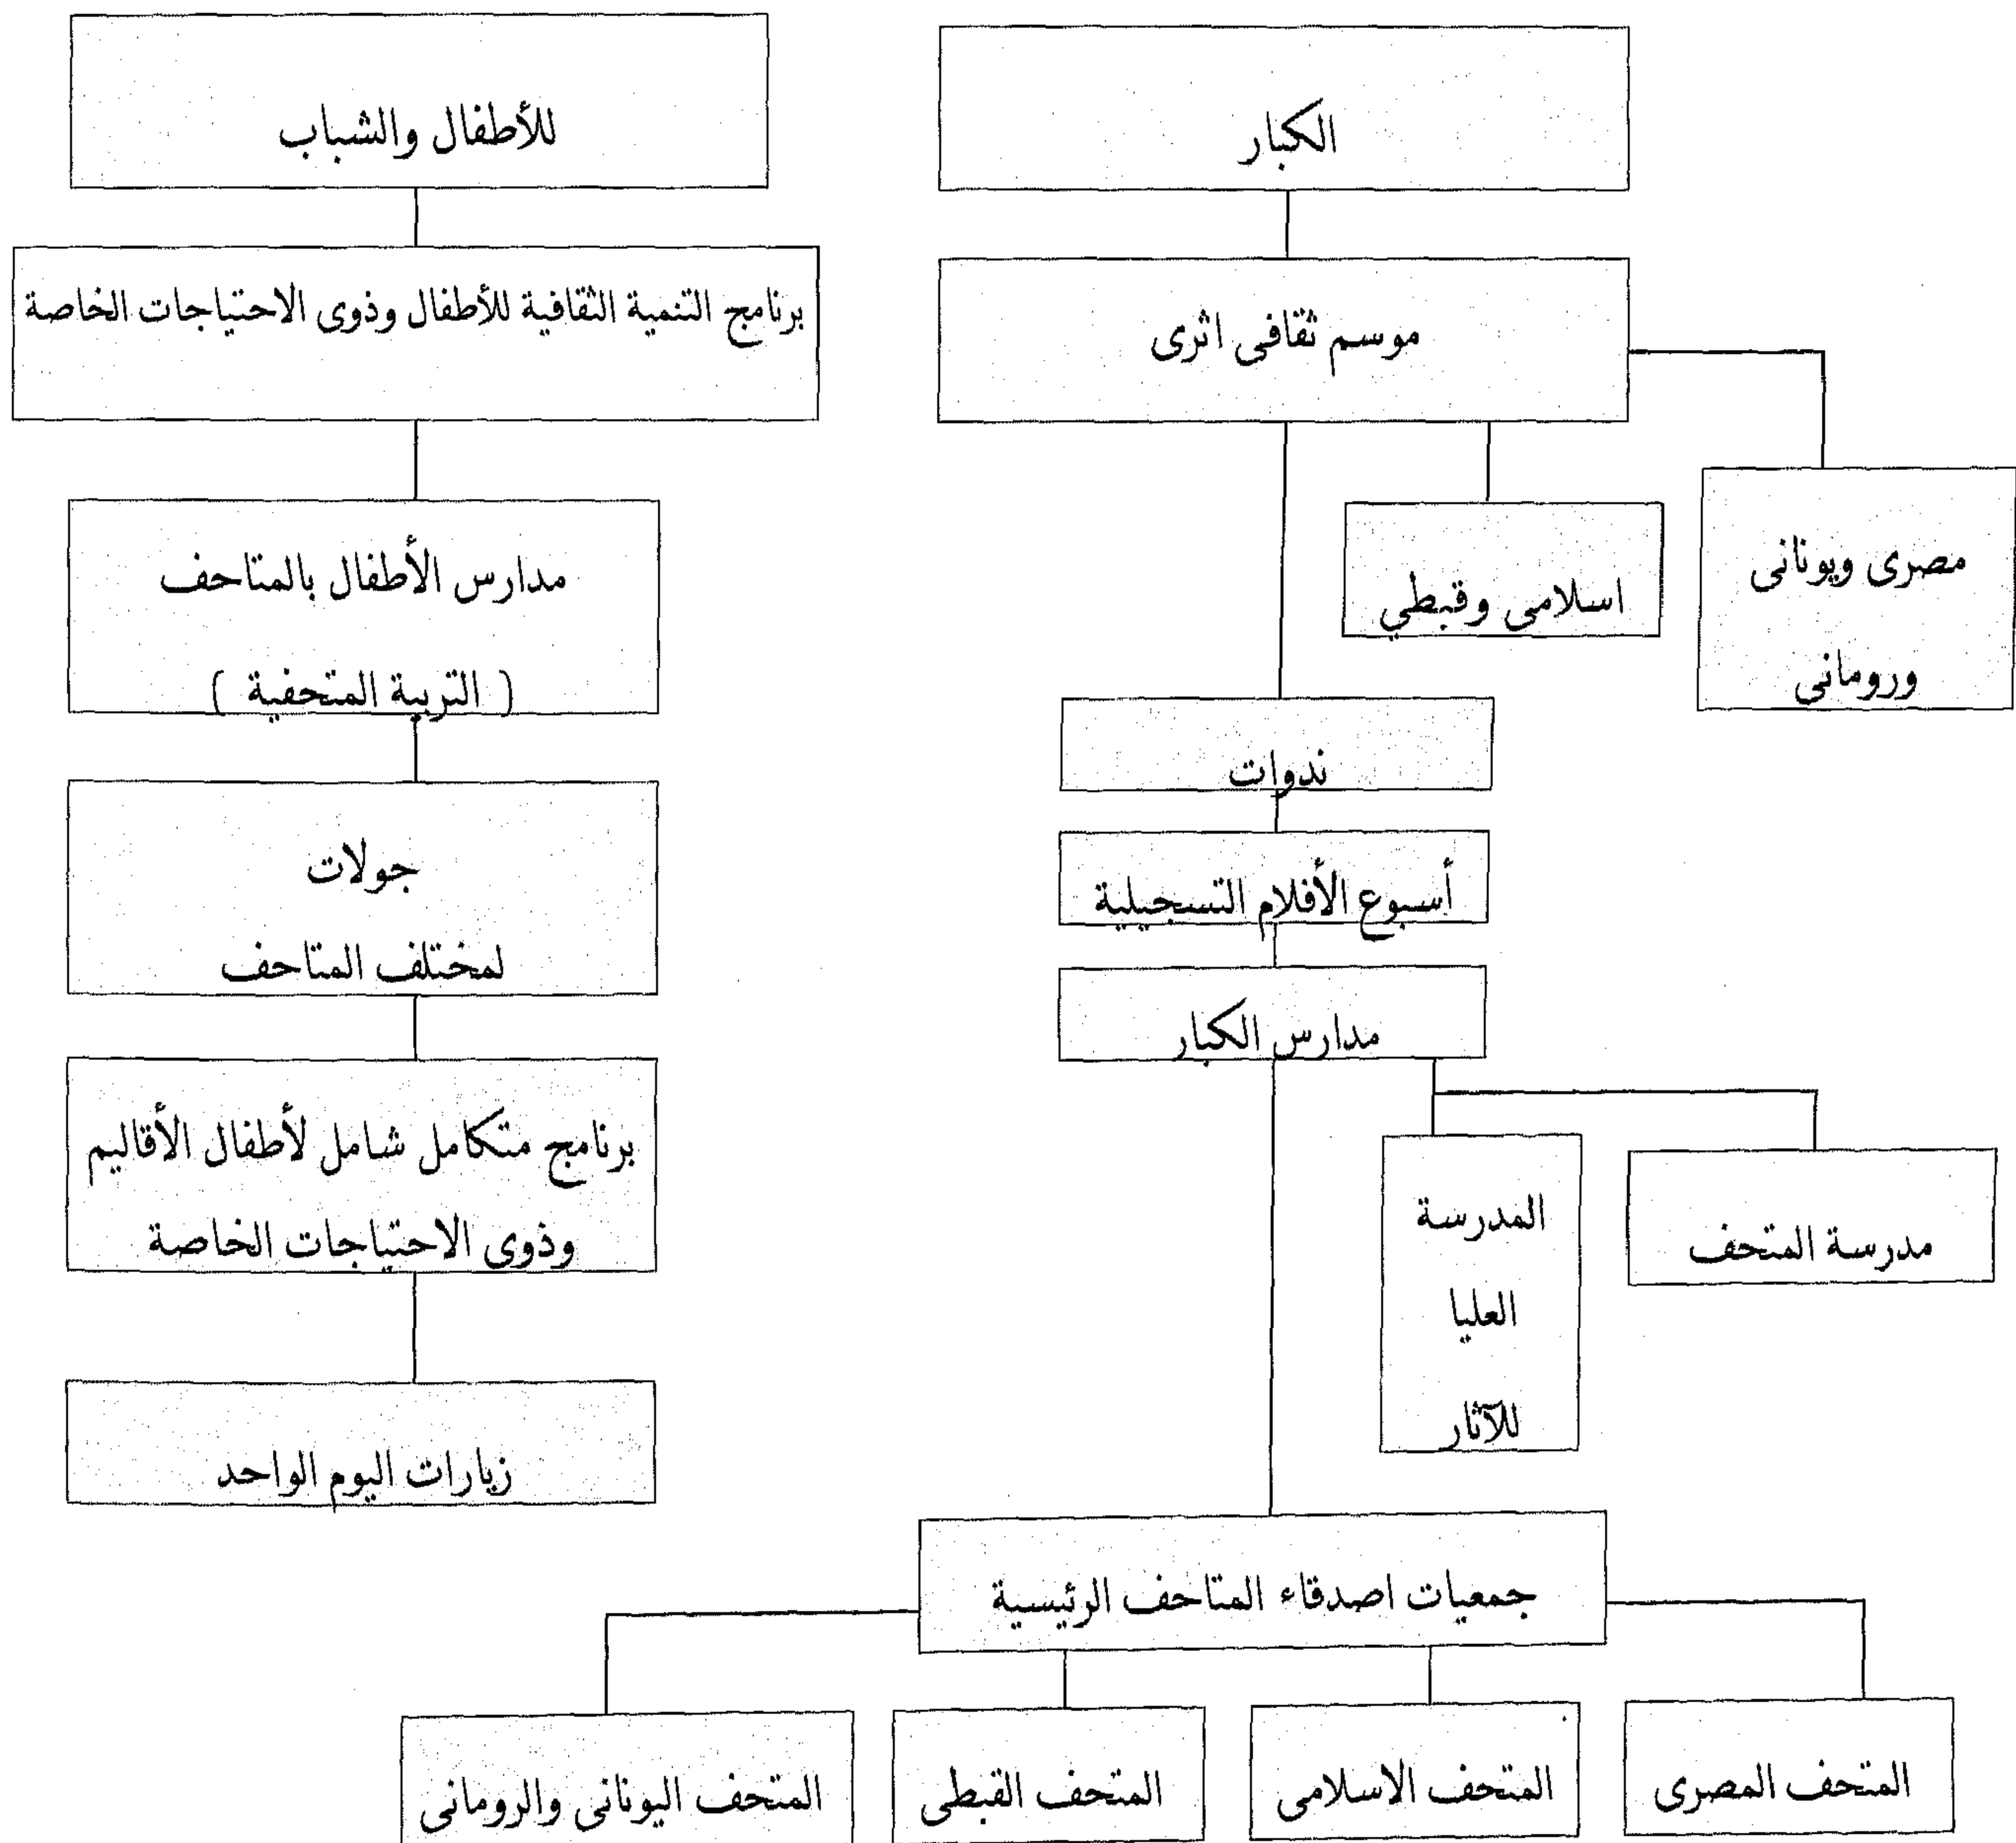 الكبار
موسم ثقافى اثرى
مصرى ويونانى
ورومانى
اسلامى وقبطي
ندوات
أسبوع الأفلام التسجيلية
مدارس الكبار
مدرسة المتحف
المدرسة
العليا
للآثار
جمعيات اصدقاء المتاحف الرئيسية
المتحف المصرى
المتحف الاسلامى
المتحف القبطى
المتحف اليونانى والرومانى
للأطفال والشباب
برنامج التنمية الثقافية للأطفال وذوى الاحتياجات الخاصة
مدارس الأطفال بالمتاحف
( التربية المتحفية )
جولات
لمختلف المتاحف
برنامج متكامل شامل لأطفال الأقاليم
وذوى الاحتياجات الخاصة
زيارات اليوم الواحد